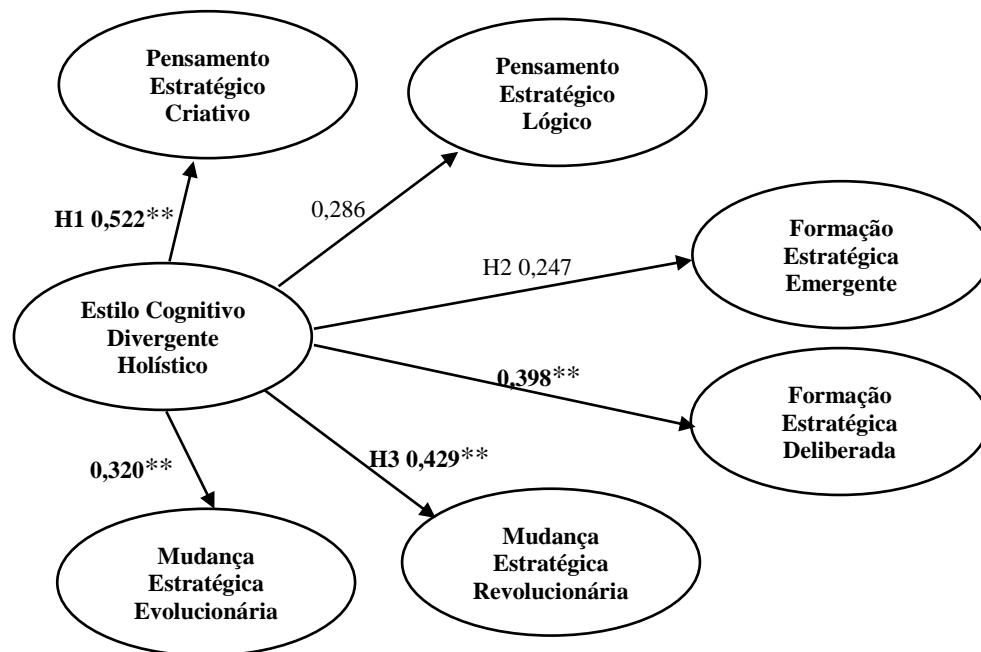 Pensamento
Estratégico
Criativo
Pensamento
Estratégico
Lógico
H1 0,522**
0,286
Formação
Estratégica
Emergente
H2 0,247
Estilo Cognitivo
Divergente
Holístico
0,398**
Formação
Estratégica
Deliberada
0,320**
H3 0,429**
Mudança
Estratégica
Evolucionária
Mudança
Estratégica
Revolucionária